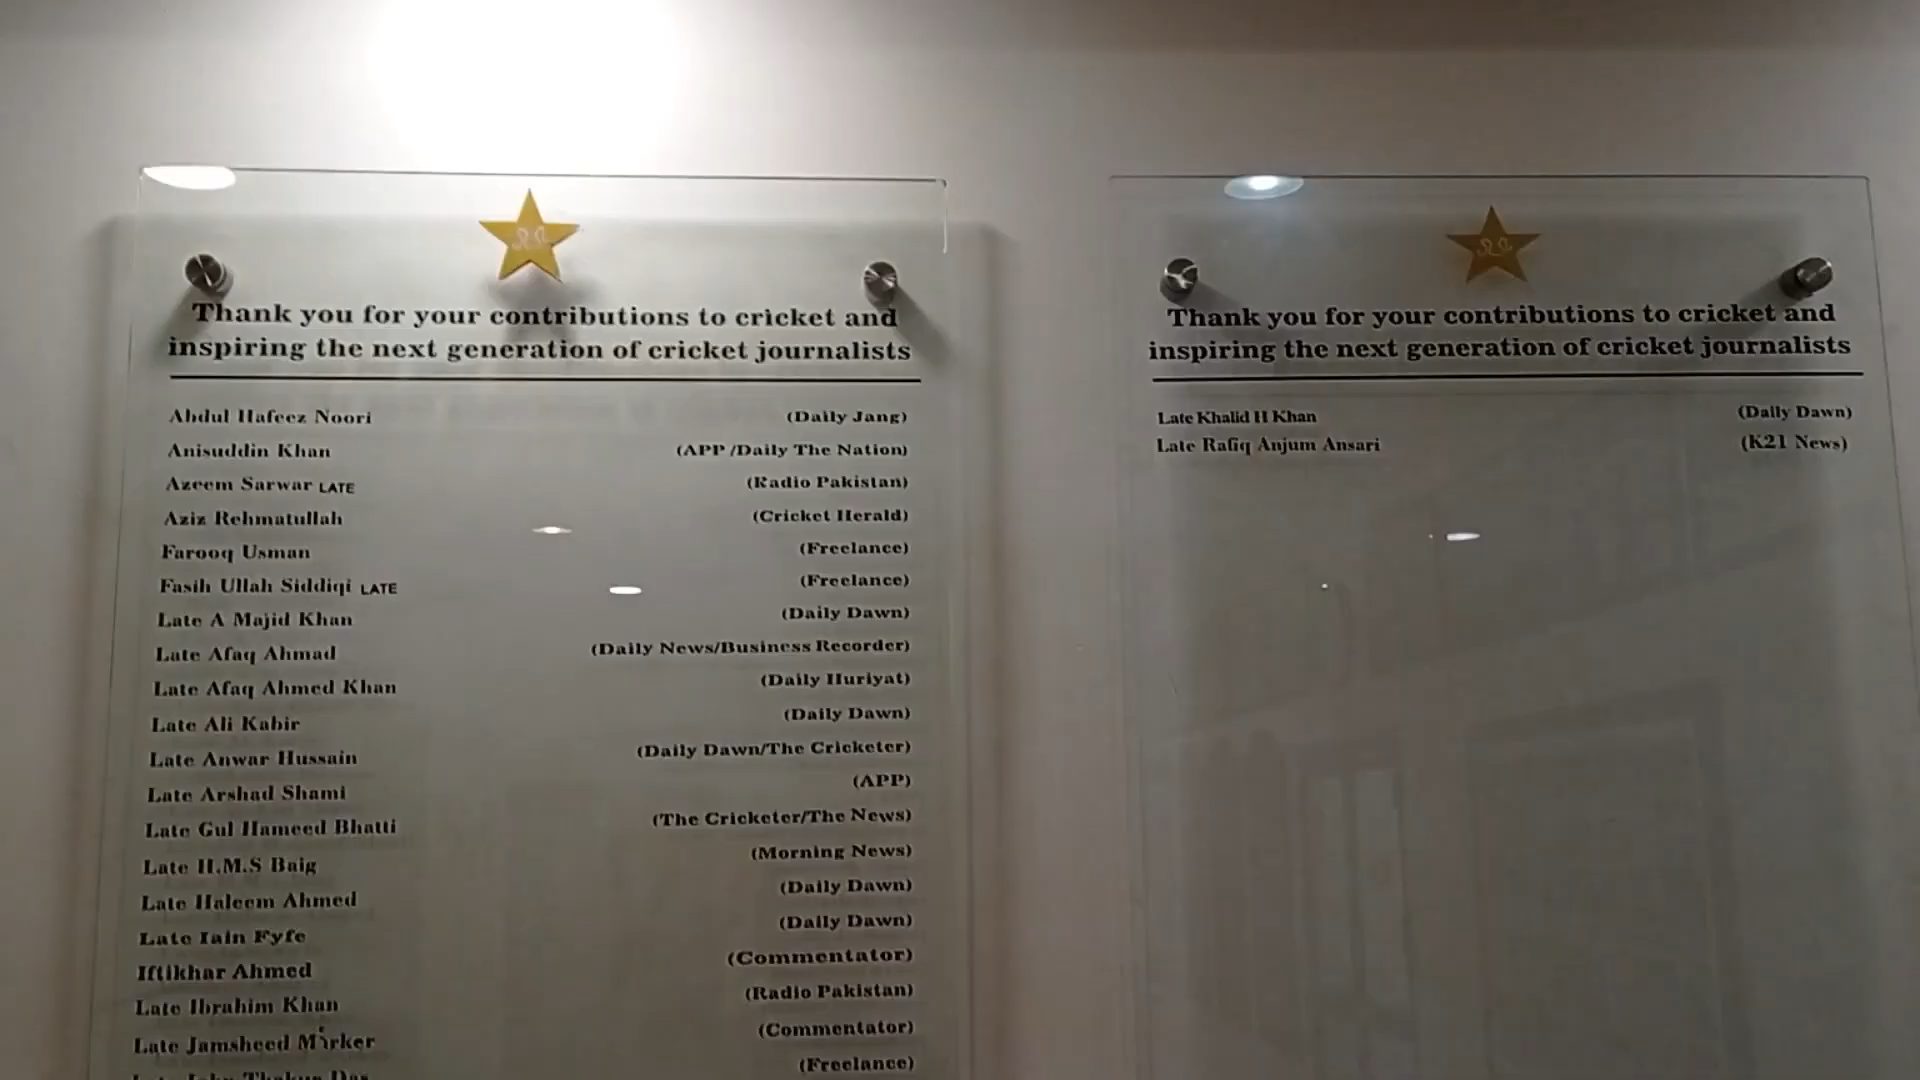 Thank you for your contributions to cricket and
inspiring the next generation of cricket journalists
Abdul Hafeez Noori (Daily Jang)
Anisuddin Khan (APP /Daily The Nation)
Azeem Sarwar LATE (Radio Pakistan)
Aziz Rehmatullah (Cricket Herald)
Farooq Usman (Freelance)
Fasih Ullah Siddiqi LATE (Freelance)
Late A Majid Khan (Daily Dawn)
Late Afaq Ahmad (Daily News/Business Recorder)
Late Afaq Ahmed Khan (Daily Huriyat)
Late Ali Kabir (Daily Dawn)
Late Anwar Hussain (Daily Dawn/The Cricketer)
Late Arshad Shami (APP)
Late Gul Hameed Bhatti (The Cricketer/The News)
Late H.M.S Baig (Morning News)
Late Haleem Ahmed (Daily Dawn)
Late Iain Fyfe (Daily Dawn)
Iftikhar Ahmed (Commentator)
Late Ibrahim Khan (Radio Pakistan)
Late Jamsheed Mirker (Commentator)
(Freelance)
Thank you for your contributions to cricket and
inspiring the next generation of cricket journalists
Late Khalid H Khan (Daily Dawn)
Late Rafiq Anjum Ansari (K21 News)